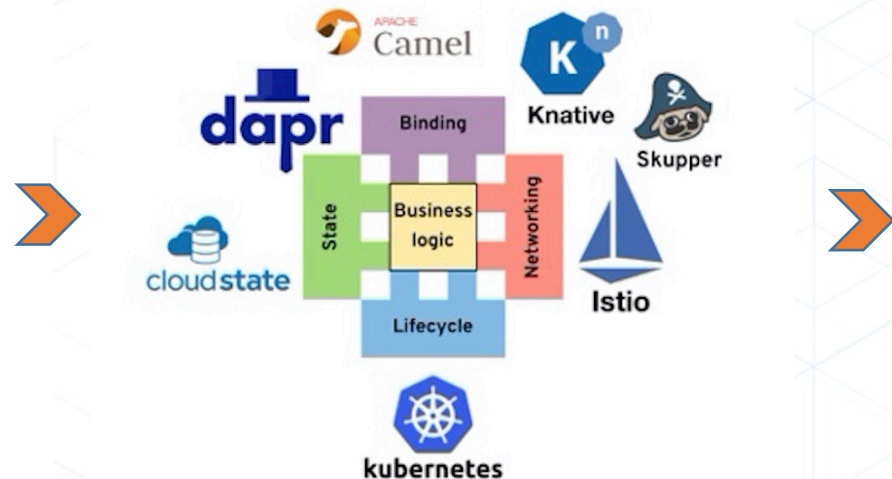 APACHE
Camel
n
K
Knative
dapr
Binding
Skupper
State
Business
logic
Networking
cloudstate
Istio
Lifecycle
kubernetes